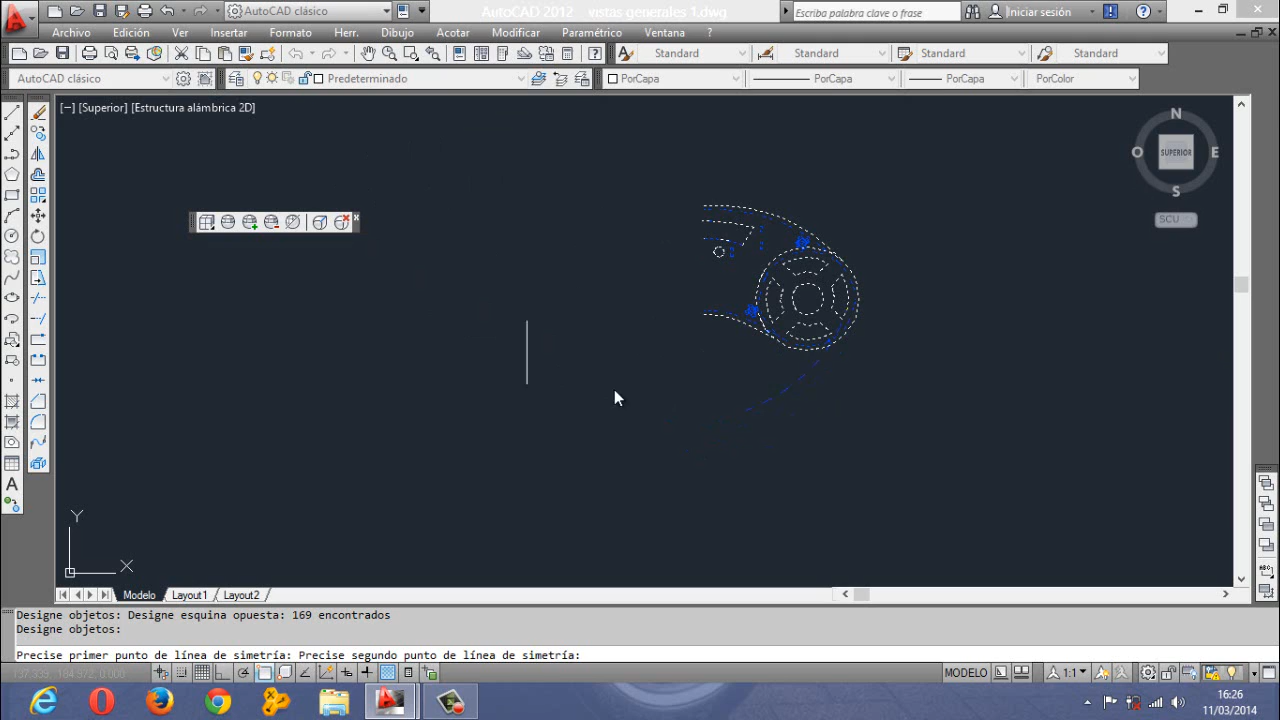 AutoCAD clásico
AutoCAD 2012 vistas generales 1.dwg
Escriba palabra clave o frase
Iniciar sesión
Archivo Edición Ver Insertar Formato Herr. Dibujo Acotar Modificar Paramétrico Ventana ?
Standard Standard Standard Standard
AutoCAD clásico Predeterminado PorCapa PorCapa PorCapa PorColor
[−] [Superior] [Estructura alámbrica 2D]
N
O SUPERIOR E
S
SCU
Y
X
Modelo Layout1 Layout2
Designe objetos: Designe esquina opuesta: 169 encontrados
Designe objetos:
Precise primer punto de línea de simetría: Precise segundo punto de línea de simetría:
MODELO 1:1
16:26
11/03/2014